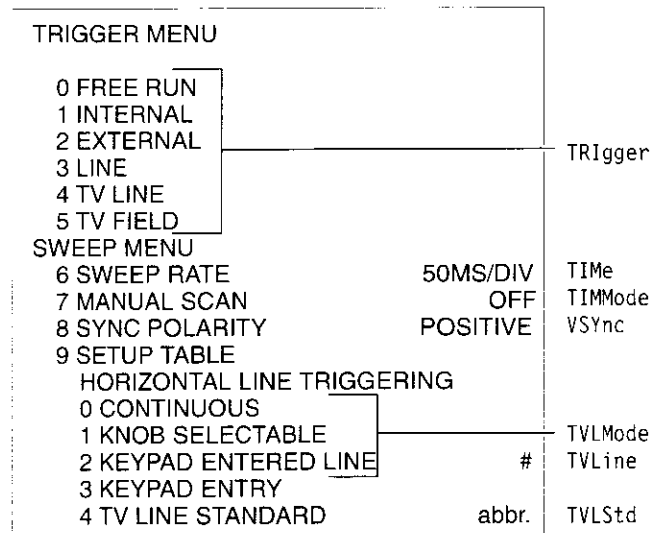 TRIGGER MENU
0 FREE RUN
1 INTERNAL
2 EXTERNAL
TRIgger
3 LINE
4 TV LINE
5 TV FIELD
SWEEP MENU
6 SWEEP RATE 50MS/DIV TIMe
7 MANUAL SCAN OFF TIMMode
8 SYNC POLARITY POSITIVE VSYnc
9 SETUP TABLE
HORIZONTAL LINE TRIGGERING
0 CONTINUOUS
1 KNOB SELECTABLE TVLMode
2 KEYPAD ENTERED LINE # TVLine
3 KEYPAD ENTRY
4 TV LINE STANDARD abbr. TVLStd